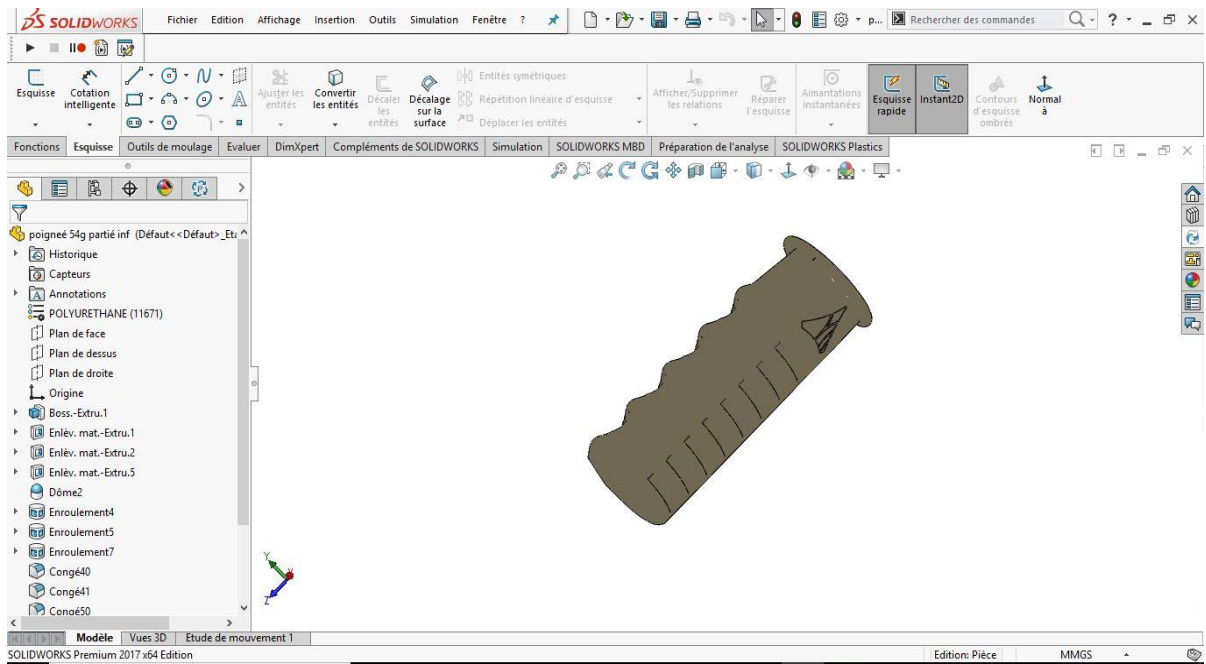 SOLIDWORKS Fichier Edition Affichage Insertion Outils Simulation Fenêtre ? p... Rechercher des commandes ?
Esquisse Cotation intelligente Ajuster les entités Convertir les entités Décaler les entités Décalage sur la surface Entités symétriques Afficher/Supprimer les relations Réparer l'esquisse Aimantations instantanées Esquisse rapide Instant2D Contours d'esquisse ombrés Normal à
Répétition linéaire d'esquisse
Déplacer les entités
Fonctions Esquisse Outils de moulage Evaluer DimXpert Compléments de SOLIDWORKS Simulation SOLIDWORKS MBD Préparation de l'analyse SOLIDWORKS Plastics
poigneé 54g partié inf (Défaut<<Défaut>_Eta
Historique
Capteurs
Annotations
POLYURETHANE (11671)
Plan de face
Plan de dessus
Plan de droite
Origine
Boss.-Extru.1
Enlèv. mat.-Extru.1
Enlèv. mat.-Extru.2
Enlèv. mat.-Extru.5
Dôme2
Enroulement4
Enroulement5
Enroulement7
Congé40
Congé41
Congé50
Y
Z
Modèle Vues 3D Etude de mouvement 1
SOLIDWORKS Premium 2017 x64 Edition Edition: Pièce MMGS